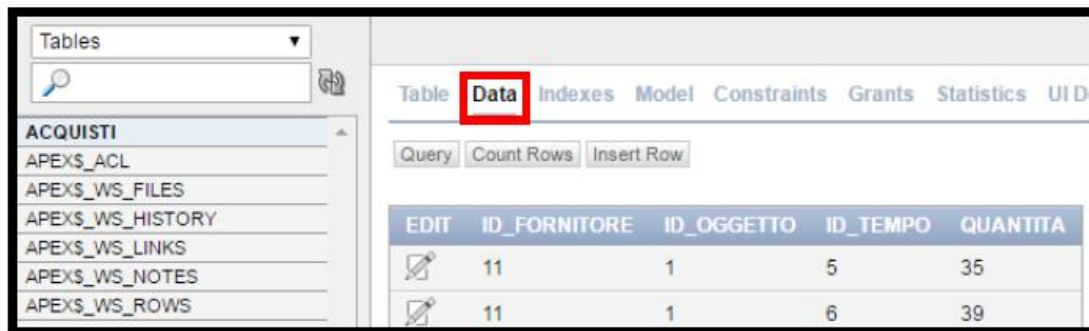 Tables
Table Data Indexes Model Constraints Grants Statistics UI D
ACQUISTI
APEX$_ACL
APEX$_WS_FILES
APEX$_WS_HISTORY
APEX$_WS_LINKS
APEX$_WS_NOTES
APEX$_WS_ROWS
Query Count Rows Insert Row
EDIT ID_FORNITORE ID_OGGETTO ID_TEMPO QUANTITA
11 1 5 35
11 1 6 39